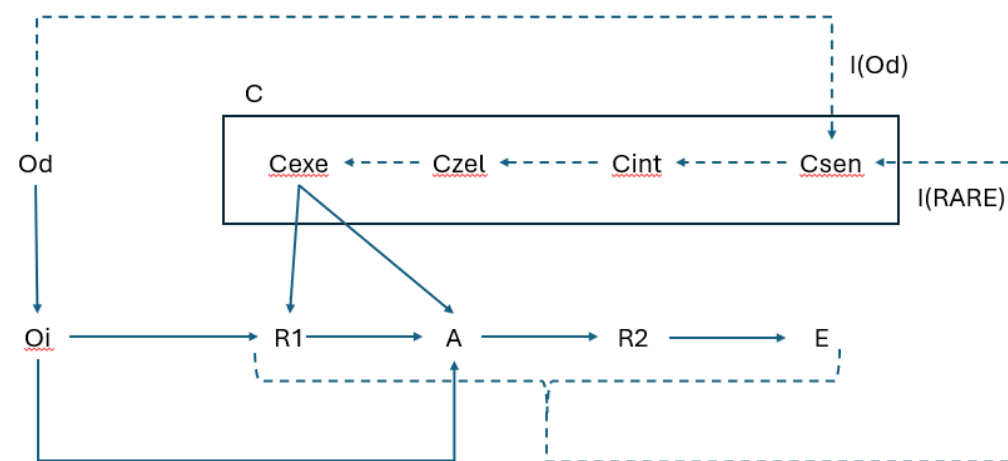 I(Od)
C
Od
Cexe
Czel
Cint
Csen
I(RARE)
Oi
R1
A
R2
E